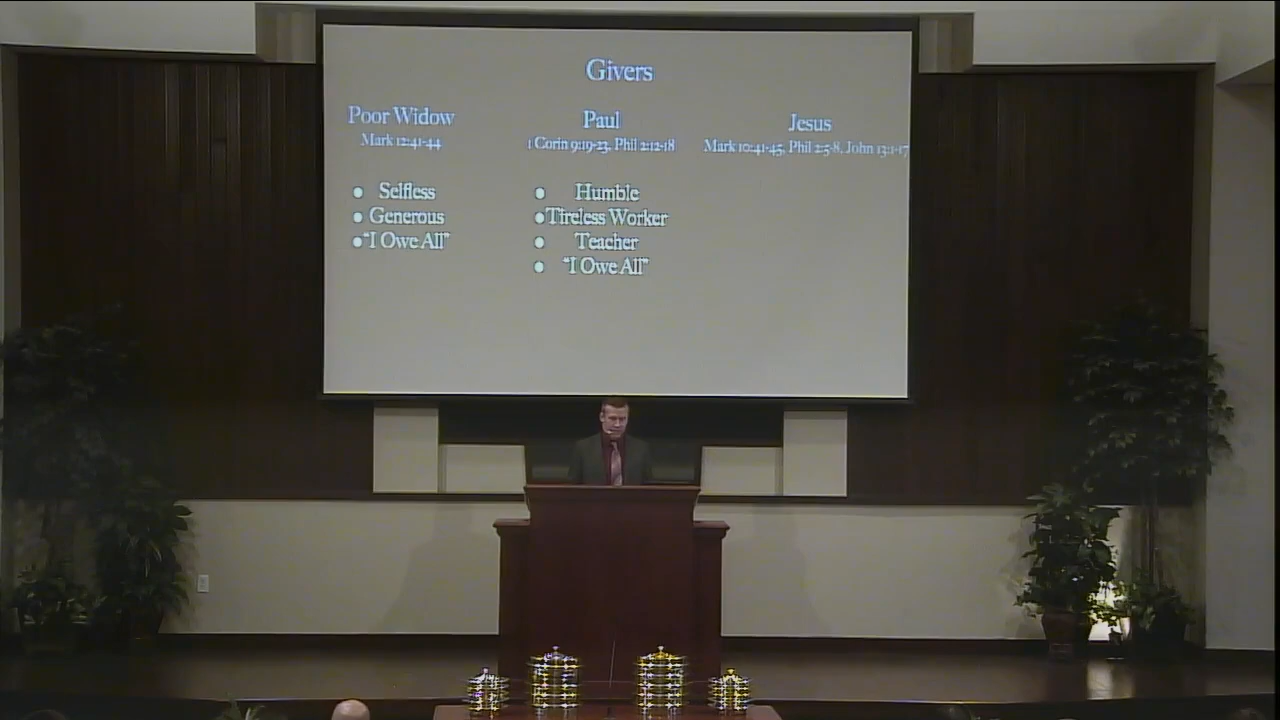 Givers
Poor Widow
Mark 12:41-44
• Selfless
• Generous
• "I Owe All"
Paul
1 Corin 9:19-23, Phil 2:12-18
• Humble
• Tireless Worker
• Teacher
• "I Owe All"
Jesus
Mark 10:41-45, Phil 2:5-8, John 13:1-17